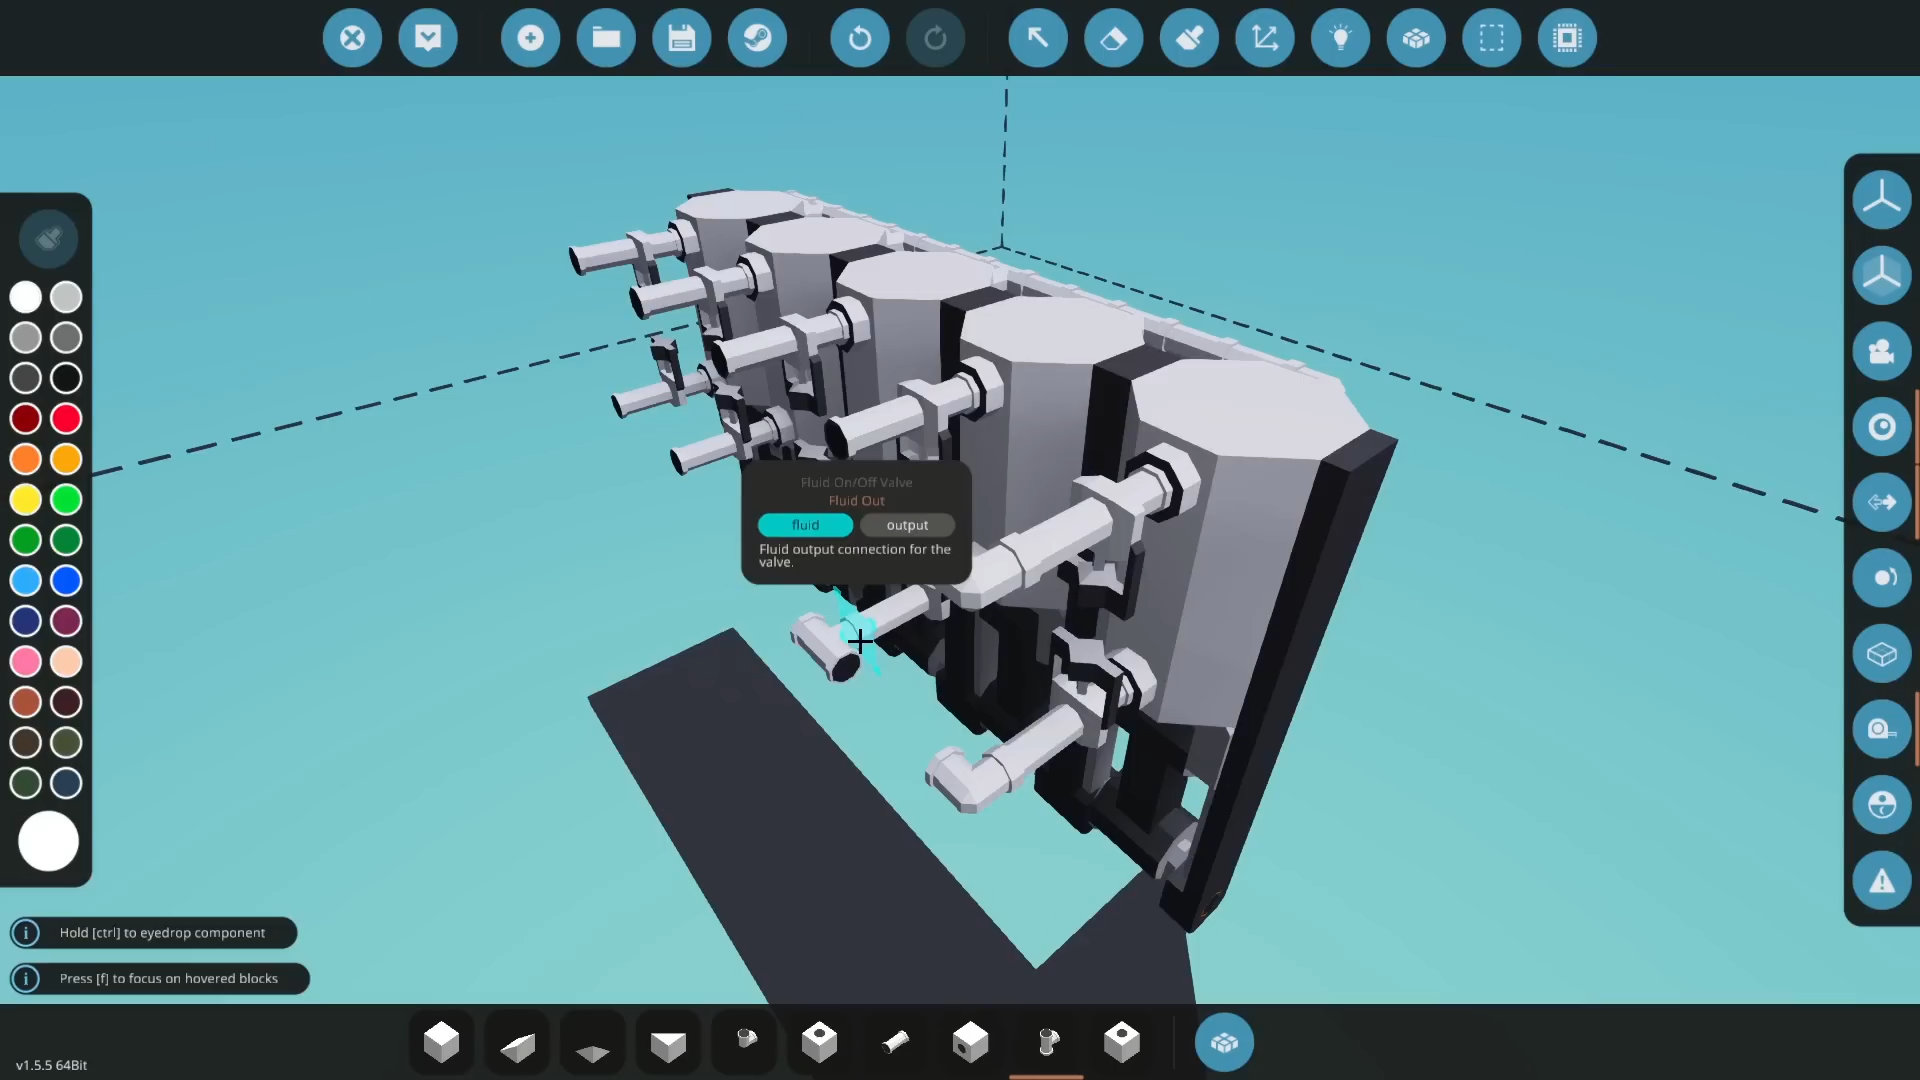 Fluid On/Off Valve
Fluid Out
fluid
output
Fluid output connection for the
valve.
Hold [ctrl] to eyedrop component
Press [f] to focus on hovered blocks
v1.5.5 64Bit